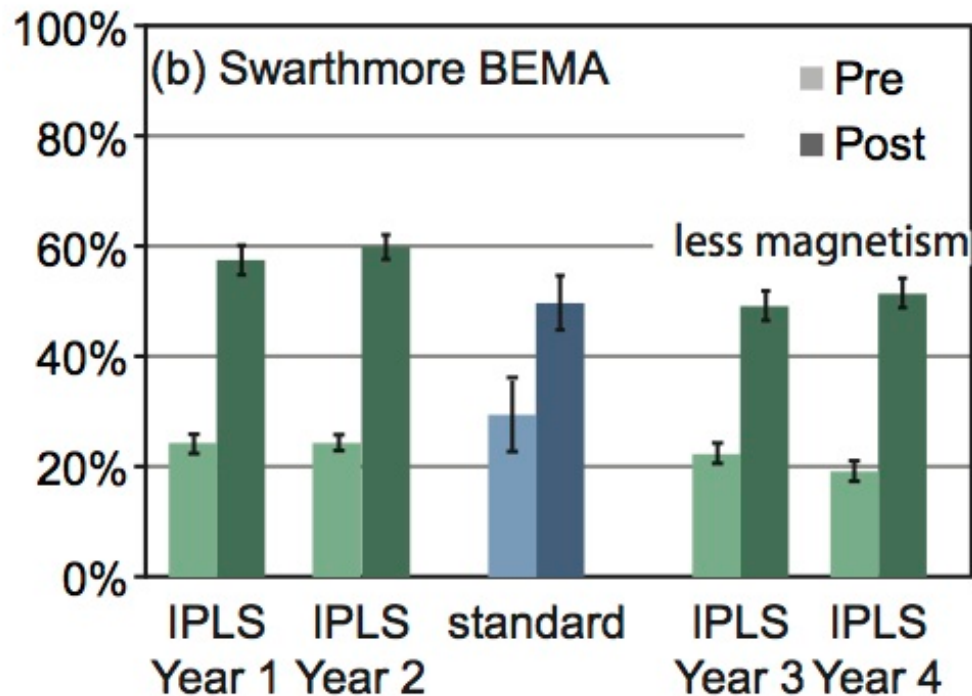 100%
(b) Swarthmore BEMA
Pre
80%
Post
60%
less magnetism
40%
20%
0%
IPLS IPLS standard IPLS IPLS
Year 1 Year 2 Year 3 Year 4